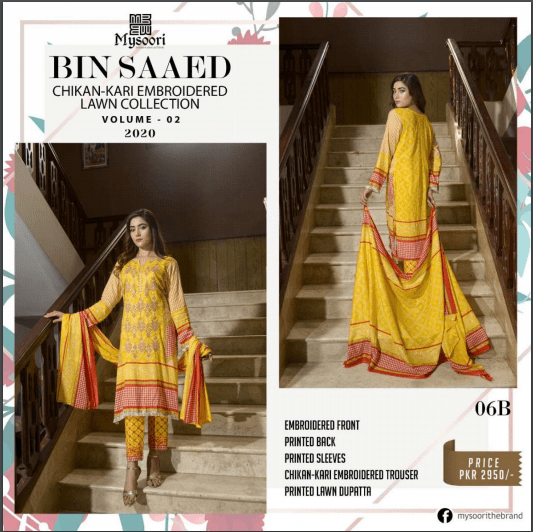 Mysoori
BIN SAAED
CHIKAN-KARI EMBROIDERED
LAWN COLLECTION
VOLUME - 02
2020
06B
EMBROIDERED FRONT
PRINTED BACK
PRINTED SLEEVES
CHIKAN-KARI EMBROIDERED TROUSER
PRINTED LAWN DUPATTA
PRICE
PKR 2950/-
mysoorithebrand